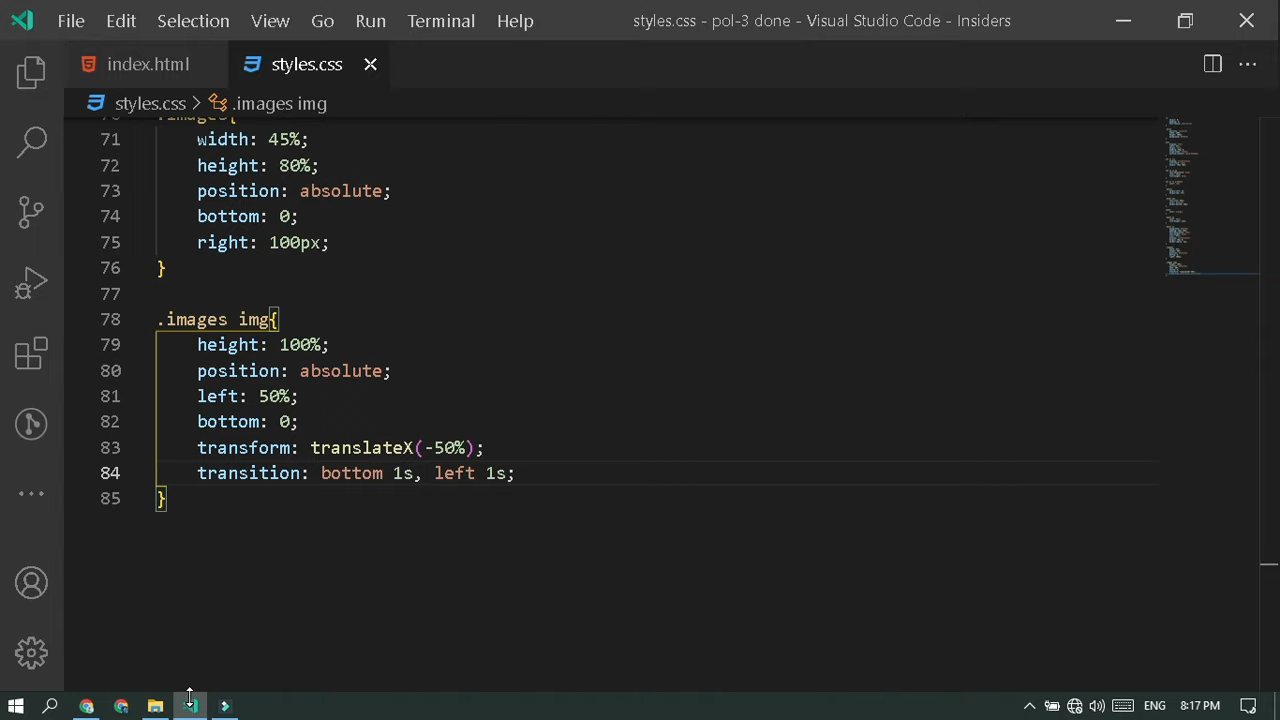 File Edit Selection View Go Run Terminal Help styles.css - pol-3 done - Visual Studio Code - Insiders
index.html styles.css
styles.css > .images img
70 .images{
71 width: 45%;
72 height: 80%;
73 position: absolute;
74 bottom: 0;
75 right: 100px;
76 }
77
78 .images img{
79 height: 100%;
80 position: absolute;
81 left: 50%;
82 bottom: 0;
83 transform: translateX(-50%);
84 transition: bottom 1s, left 1s;
85 }
ENG 8:17 PM